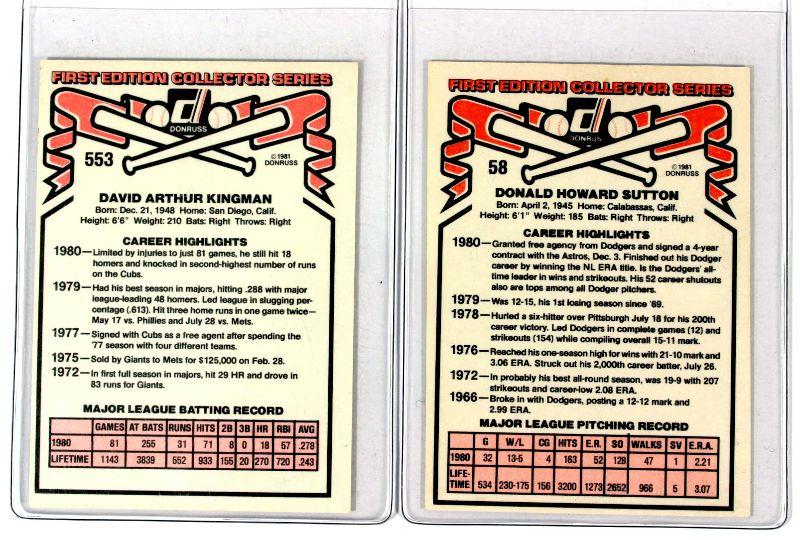 FIRST EDITION COLLECTOR SERIES
d
DONRUSS
553
© 1981
DONRUSS
DAVID ARTHUR KINGMAN
Born: Dec. 21, 1948 Home: San Diego, Calif.
Height: 6'6" Weight: 210 Bats: Right Throws: Right
CAREER HIGHLIGHTS
1980—Limited by injuries to just 81 games, he still hit 18
homers and knocked in second-highest number of runs
on the Cubs.
1979—Had his best season in majors, hitting .288 with major
league-leading 48 homers. Led league in slugging per-
centage (.613). Hit three home runs in one game twice—
May 17 vs. Phillies and July 28 vs. Mets.
1977—Signed with Cubs as a free agent after spending the
'77 season with four different teams.
1975—Sold by Giants to Mets for $125,000 on Feb. 28.
1972—In first full season in majors, hit 29 HR and drove in
83 runs for Giants.
MAJOR LEAGUE BATTING RECORD
GAMES AT BATS RUNS HITS 2B 3B HR RBI AVG
1980 81 255 31 71 8 0 18 57 .278
LIFETIME 1143 3839 552 933 155 20 270 720 .243
FIRST EDITION COLLECTOR SERIES
d
DONRUSS
58
© 1981
DONRUSS
DONALD HOWARD SUTTON
Born: April 2, 1945 Home: Calabassas, Calif.
Height: 6'1" Weight: 185 Bats: Right Throws: Right
CAREER HIGHLIGHTS
1980—Granted free agency from Dodgers and signed a 4-year
contract with the Astros, Dec. 3. Finished out his Dodger
career by winning the NL ERA title. Is the Dodgers' all-
time leader in wins and strikeouts. His 52 career shutouts
also are tops among all Dodger pitchers.
1979—Was 12-15, his 1st losing season since '69.
1978—Hurled a six-hitter over Pittsburgh July 18 for his 200th
career victory. Led Dodgers in complete games (12) and
strikeouts (154) while compiling overall 15-11 mark.
1976—Reached his one-season high for wins with 21-10 mark and
3.06 ERA. Struck out his 2,000th career batter, July 26.
1972—In probably his best all-round season, was 19-9 with 207
strikeouts and career-low 2.08 ERA.
1966—Broke in with Dodgers, posting a 12-12 mark and
2.99 ERA.
MAJOR LEAGUE PITCHING RECORD
G W/L CG HITS E.R. SO WALKS SV E.R.A.
1980 32 13-5 4 163 52 128 47 1 2.21
LIFE-
TIME 534 230-175 156 3200 1273 2652 966 5 3.07